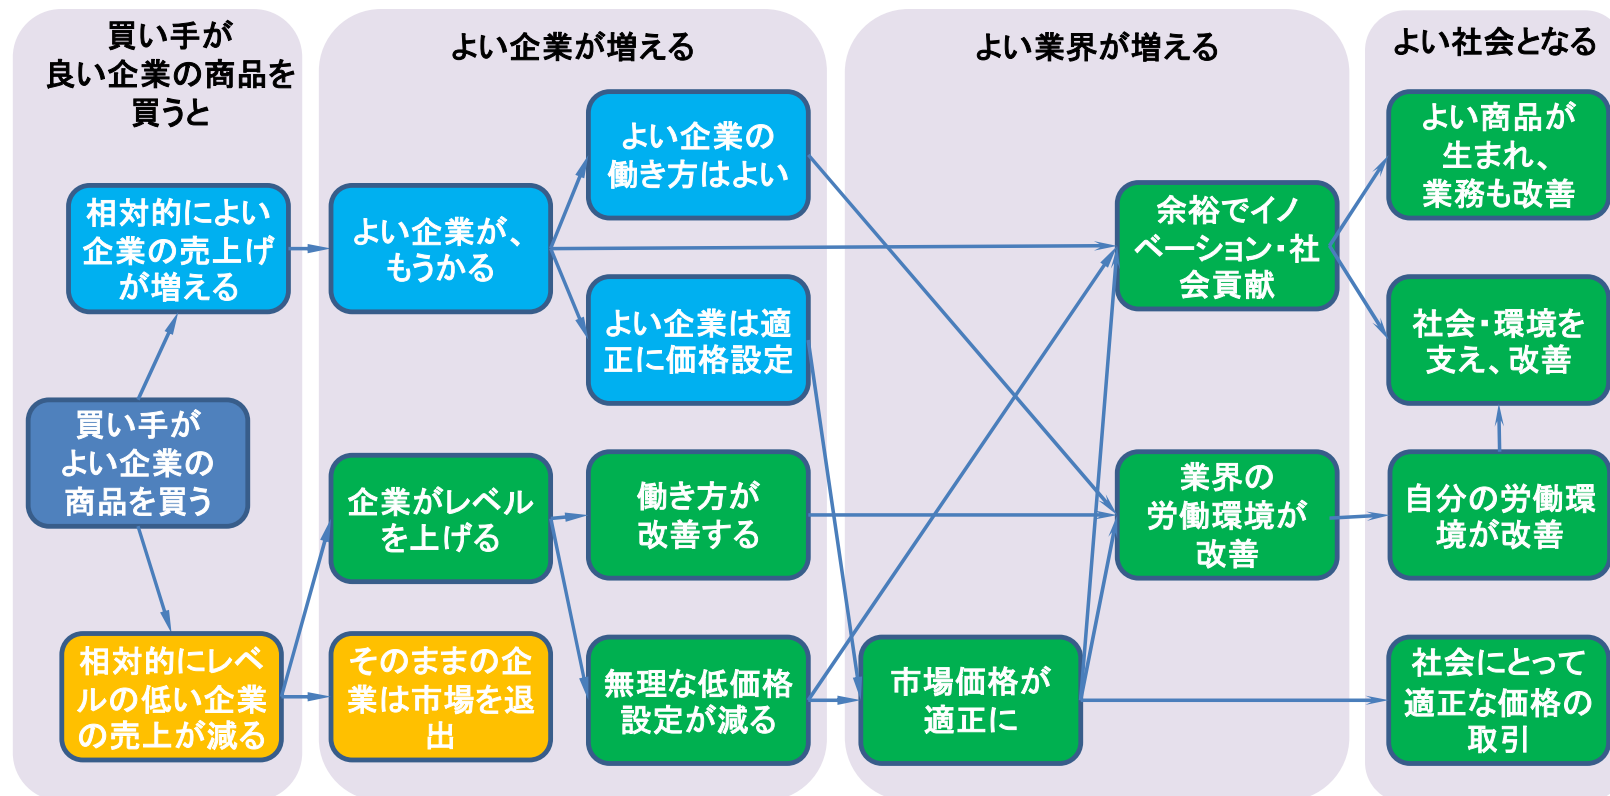 買い手が
良い企業の商品を
買うと
相対的によい
企業の売上げ
が増える
買い手が
よい企業の
商品を買う
相対的にレベ
ルの低い企業
の売上が減る
よい企業が増える
よい企業が、
もうかる
よい企業の
働き方はよい
よい企業は適
正に価格設定
企業がレベル
を上げる
働き方が
改善する
そのままの企
業は市場を退
出
無理な低価格
設定が減る
よい業界が増える
余裕でイノ
ベーション・社
会貢献
業界の
労働環境が
改善
市場価格が
適正に
よい社会となる
よい商品が
生まれ、
業務も改善
社会・環境を
支え、改善
自分の労働環
境が改善
社会にとって
適正な価格の
取引